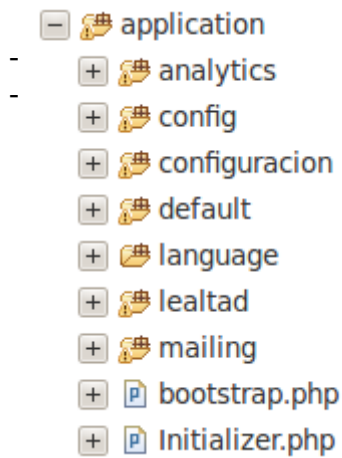 application
analytics
config
configuracion
default
language
lealtad
mailing
bootstrap.php
Initializer.php